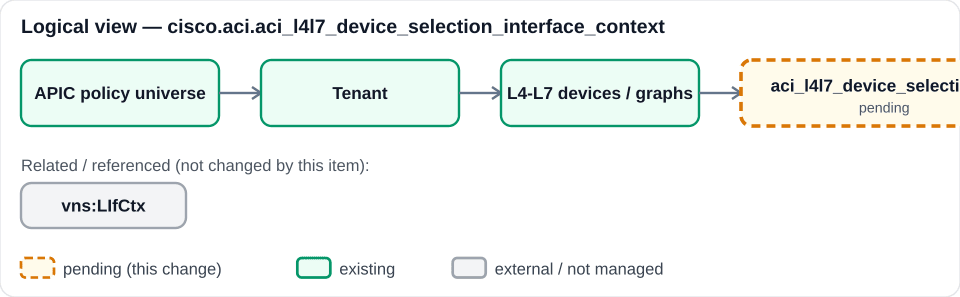 Logical view — cisco.aci.aci_l4l7_device_selection_interface_context
APIC policy universe
Tenant
L4-L7 devices / graphs
aci_l4l7_device_selecti
pending
Related / referenced (not changed by this item):
vns:LIfCtx
pending (this change)
existing
external / not managed